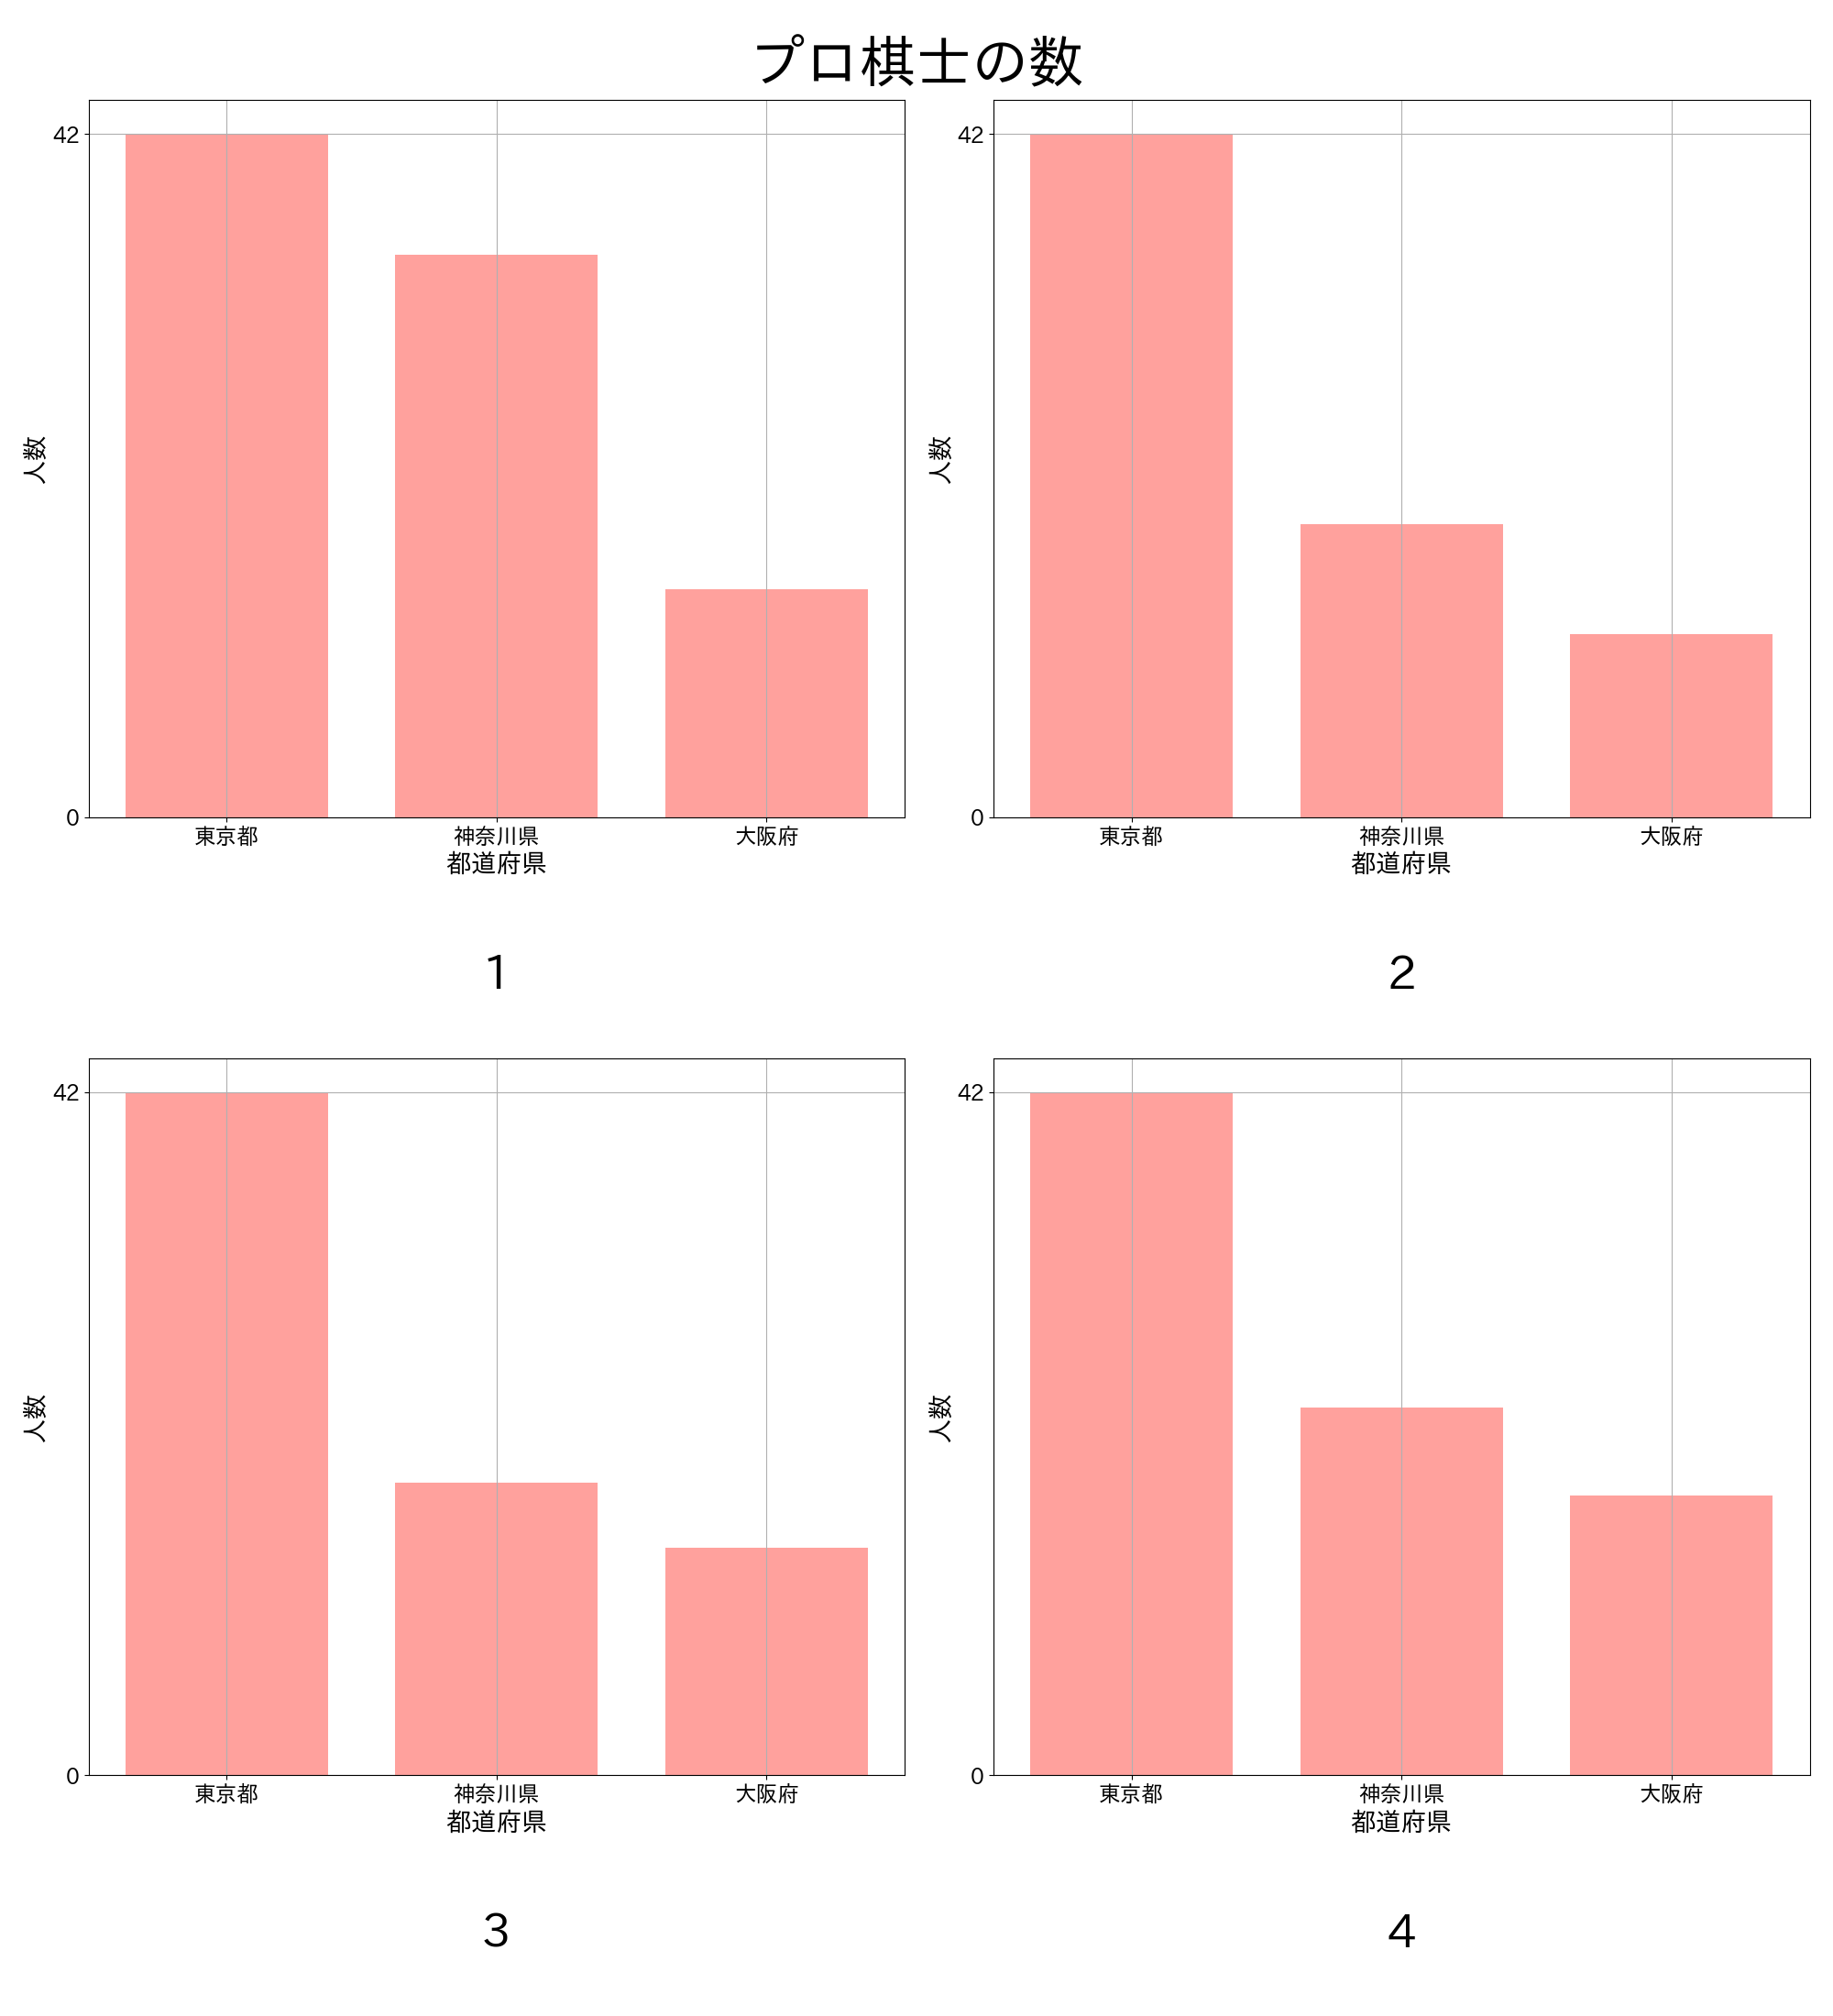 プロ棋士の数
42
人数
0
東京都 神奈川県 大阪府
都道府県
1
42
人数
0
東京都 神奈川県 大阪府
都道府県
2
42
人数
0
東京都 神奈川県 大阪府
都道府県
3
42
人数
0
東京都 神奈川県 大阪府
都道府県
4